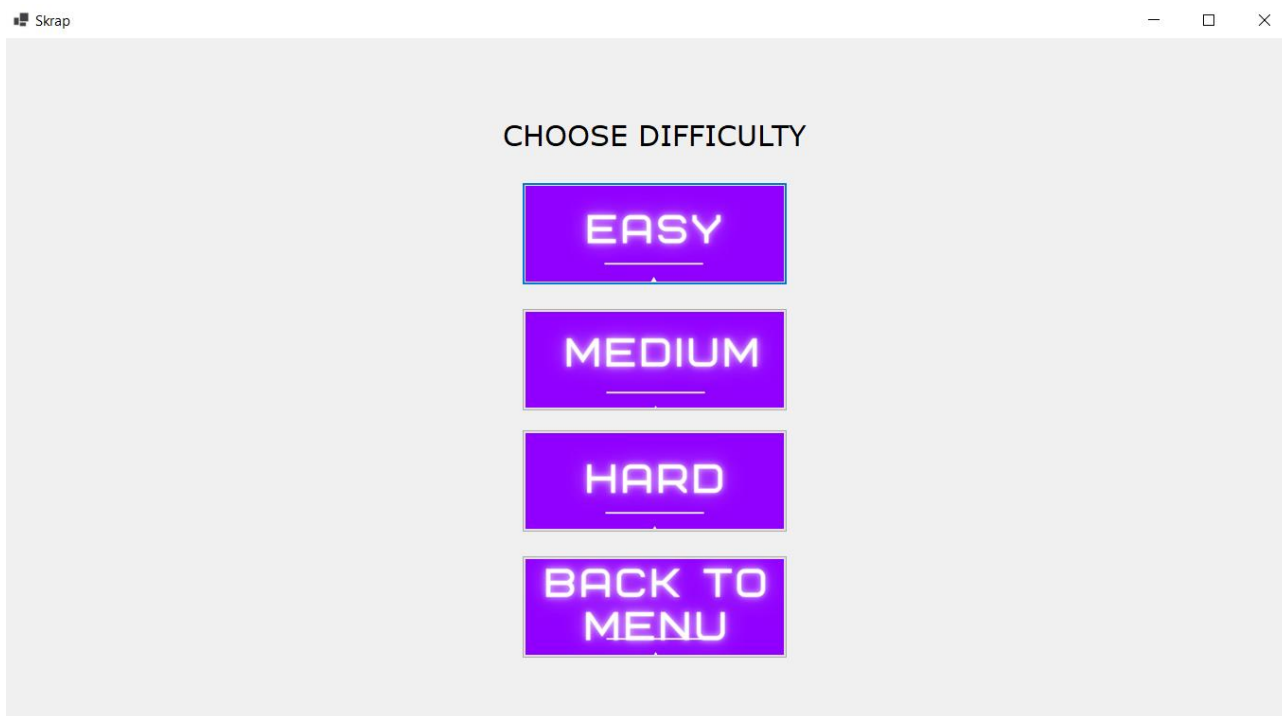 Skrap
CHOOSE DIFFICULTY
EASY
MEDIUM
HARD
BACK TO
MENU